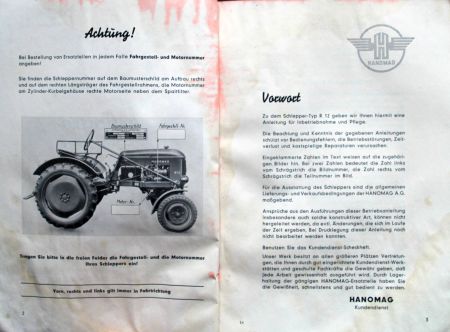 Achtung!
Bei Bestellung von Ersatzteilen in jedem Falle Fahrgestell- und Motornummer
angeben!
Sie finden die Schleppernummer auf dem Baumusterschild am Aufbau rechts
und auf dem rechten Längsträger des Fahrgestellrahmens, die Motornummer
am Zylinder-Kurbelgehäuse rechte Motorseite neben dem Spaltfilter.
Baumusterschild
Fahrgestell-Nr.
Motor-Nr.
Tragen Sie bitte in die freien Felder die Fahrgestell- und die Motornummer
Ihres Schleppers ein!
Vorn, rechts und links gilt immer in Fahrtrichtung
2
H
HANOMAG
Vorwort
Zu dem Schlepper-Typ R 12 geben wir Ihnen hiermit eine
Anleitung für Inbetriebnahme und Pflege.
Die Beachtung und Kenntnis der gegebenen Anleitungen
schützt vor Bedienungsfehlern, die Betriebsstörungen, Zeit-
verlust und kostspielige Reparaturen verursachen.
Eingeklammerte Zahlen im Text weisen auf die zugehöri-
gen Bilder hin. Bei zwei Zahlen bedeutet die Zahl links
vom Schrägstrich die Bildnummer, die Zahl rechts vom
Schrägstrich die Teilnummer im Bild.
Für die Ausstattung des Schleppers sind die allgemeinen
Lieferungs- und Verkaufsbedingungen der HANOMAG A.G.
maßgebend.
Ansprüche aus den Ausführungen dieser Betriebsanleitung
insbesondere auch solche konstruktiver Art, können nicht
hergeleitet werden, da evtl. Änderungen, die sich im Laufe
der Zeit ergeben. Bei Drucklegung dieser Anleitung noch
nicht bearbeitet werden konnten.
Benutzen Sie das Kundendienst-Scheckheft.
Unser Werk besitzt an allen größeren Plätzen Vertretun-
gen, die Ihnen durch gut eingerichtete Kundendienst-Werk-
stätten und geschulte Fachkräfte die Gewähr geben, daß
jede Arbeit gewissenhaft ausgeführt wird. Durch Lager-
haltung der gängigen HANOMAG-Ersatzteile haben Sie
die Gewißheit, schnellstens und gut bedient zu werden.
HANOMAG
Kundendienst
3